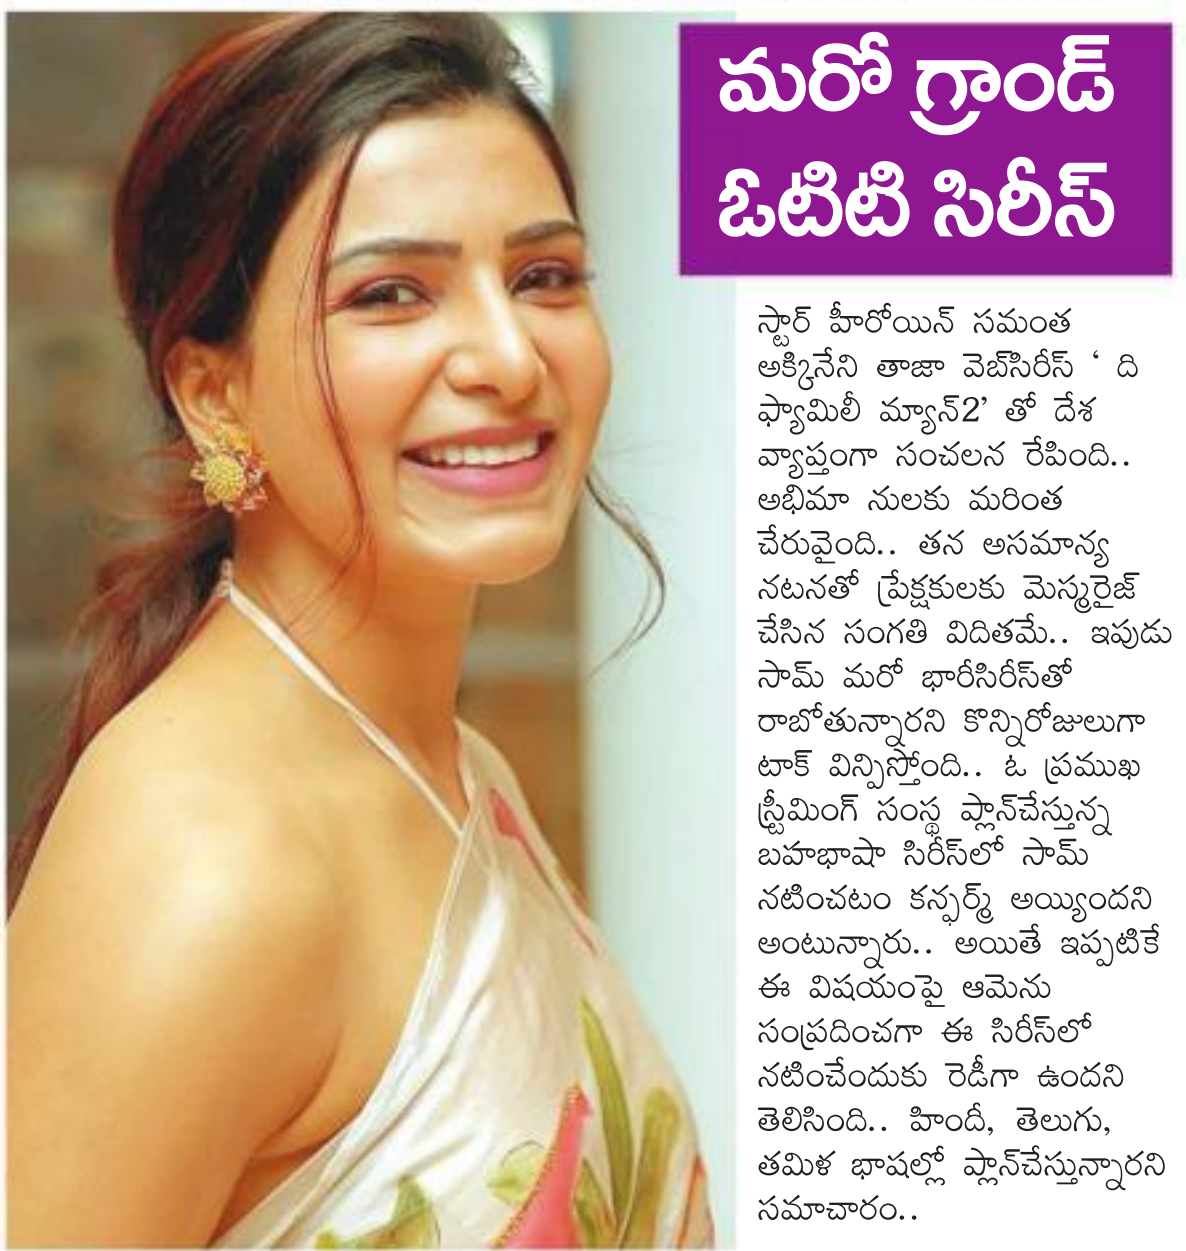 మరో గ్రాండ్
ఓటిటి సిరీస్
స్టార్ హీరోయిన్ సమంత
అక్కినేని తాజా వెబ్‌సిరీస్ ‘ ది
ఫ్యామిలీ మ్యాన్2’ తో దేశ
వ్యాప్తంగా సంచలన రేపింది..
అభిమా నులకు మరింత
చేరువైంది.. తన అసమాన్య
నటనతో ప్రేక్షకులకు మెస్మరైజ్
చేసిన సంగతి విదితమే.. ఇపుడు
సామ్ మరో భారీసిరీస్‌తో
రాబోతున్నారని కొన్నిరోజులుగా
టాక్ విన్పిస్తోంది.. ఓ ప్రముఖ
స్ట్రీమింగ్ సంస్థ ప్లాన్‌చేస్తున్న
బహభాషా సిరీస్‌లో సామ్
నటించటం కన్ఫర్మ్ అయ్యిందని
అంటున్నారు.. అయితే ఇప్పటికే
ఈ విషయంపై ఆమెను
సంప్రదించగా ఈ సిరీస్‌లో
నటించేందుకు రెడీగా ఉందని
తెలిసింది.. హిందీ, తెలుగు,
తమిళ భాషల్లో ప్లాన్‌చేస్తున్నారని
సమాచారం..